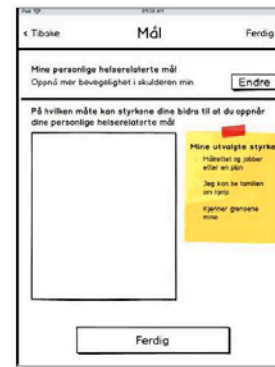 < Tibake Mål Ferdig
Mine personlige helserelaterte mål
Oppnå mer bevegelighet i skulderen min
Endre
På hvilken måte kan styrkene dine bidra til at du oppnår
dine personlige helserelaterte mål
Mine utvalgte styrke
Målrettet og jobber
etter en plan
Jeg kan be familien
om hjelp
Kjenner grensene
mine
Ferdig